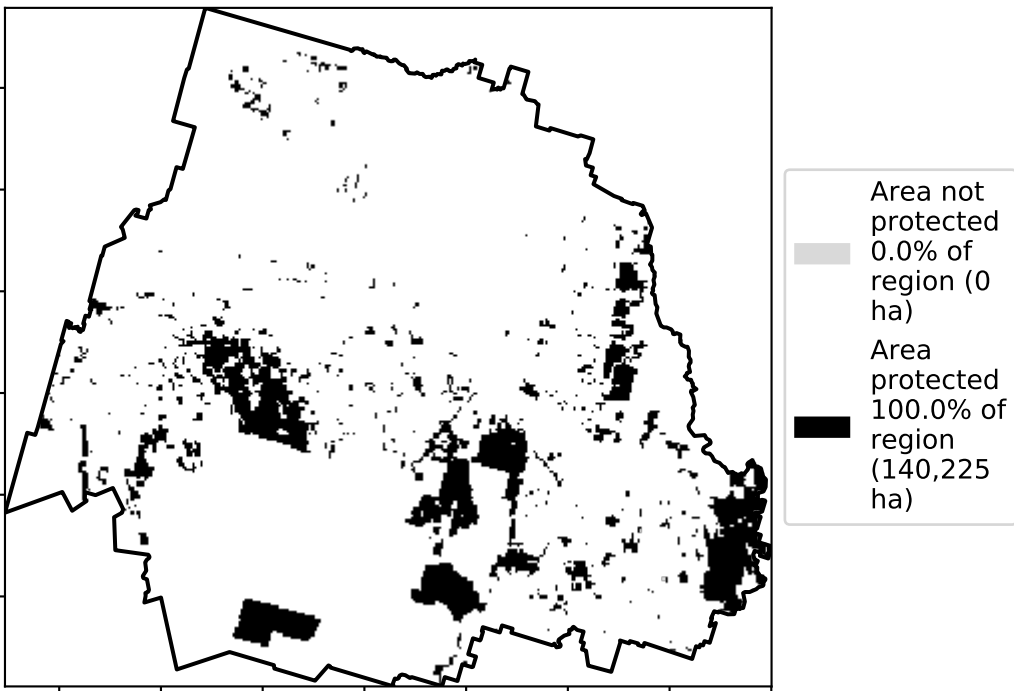 Area not
protected
0.0% of
region (0
ha)
Area
protected
100.0% of
region
(140,225
ha)